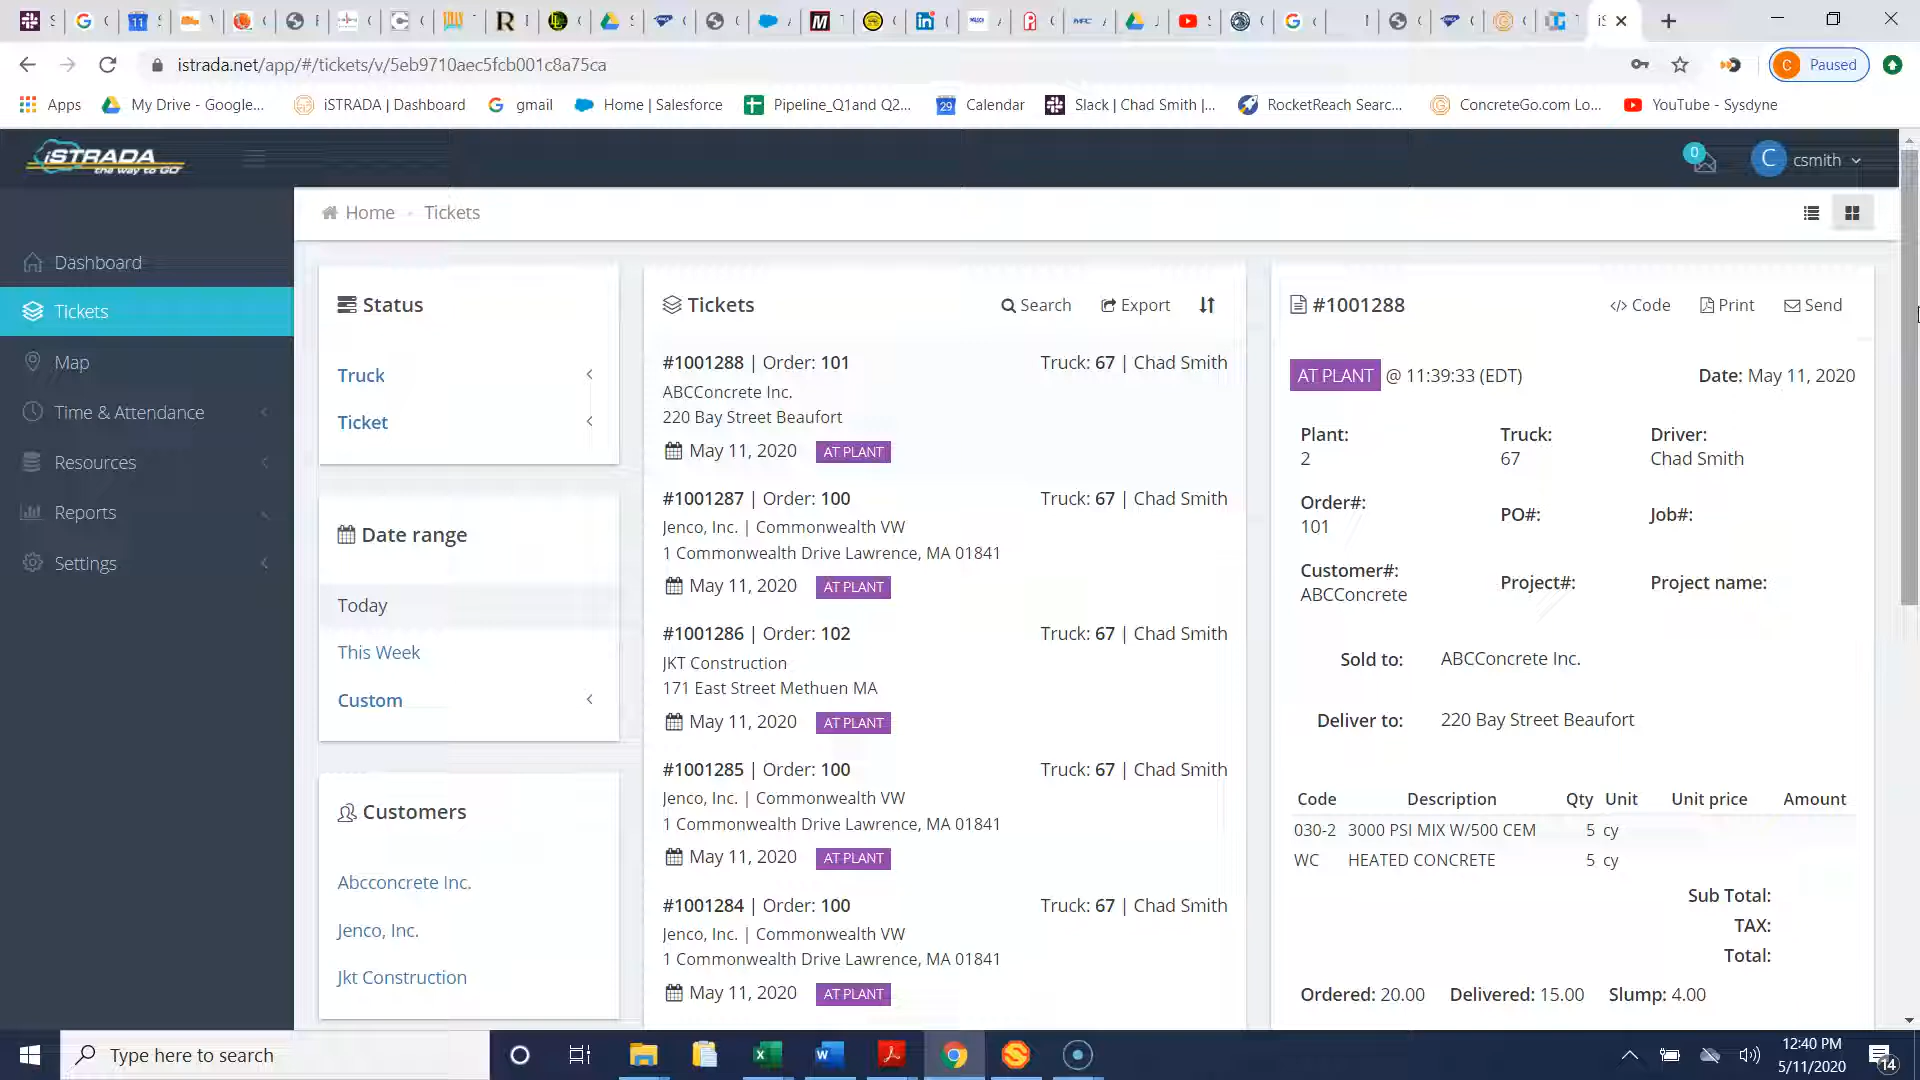 istrada.net/app/#/tickets/v/5eb9710aec5fcb001c8a75ca
Paused
Apps
My Drive - Google...
iSTRADA | Dashboard
gmail
Home | Salesforce
Pipeline_Q1and Q2...
Calendar
Slack | Chad Smith |...
RocketReach Searc...
ConcreteGo.com Lo...
YouTube - Sysdyne
iSTRADA
the way to GO
0
C
csmith
Home
Tickets
Dashboard
Tickets
Map
Time & Attendance
Resources
Reports
Settings
Status
Truck
Ticket
Date range
Today
This Week
Custom
Customers
Abcconcrete Inc.
Jenco, Inc.
Jkt Construction
Tickets
Search
Export
#1001288 | Order: 101 Truck: 67 | Chad Smith
ABCConcrete Inc.
220 Bay Street Beaufort
May 11, 2020 AT PLANT
#1001287 | Order: 100 Truck: 67 | Chad Smith
Jenco, Inc. | Commonwealth VW
1 Commonwealth Drive Lawrence, MA 01841
May 11, 2020 AT PLANT
#1001286 | Order: 102 Truck: 67 | Chad Smith
JKT Construction
171 East Street Methuen MA
May 11, 2020 AT PLANT
#1001285 | Order: 100 Truck: 67 | Chad Smith
Jenco, Inc. | Commonwealth VW
1 Commonwealth Drive Lawrence, MA 01841
May 11, 2020 AT PLANT
#1001284 | Order: 100 Truck: 67 | Chad Smith
Jenco, Inc. | Commonwealth VW
1 Commonwealth Drive Lawrence, MA 01841
May 11, 2020 AT PLANT
#1001288
</> Code
Print
Send
AT PLANT @ 11:39:33 (EDT) Date: May 11, 2020
Plant: Truck: Driver:
2 67 Chad Smith
Order#: PO#: Job#:
101
Customer#: Project#: Project name:
ABCConcrete
Sold to: ABCConcrete Inc.
Deliver to: 220 Bay Street Beaufort
Code Description Qty Unit Unit price Amount
030-2 3000 PSI MIX W/500 CEM 5 cy
WC HEATED CONCRETE 5 cy
Sub Total:
TAX:
Total:
Ordered: 20.00 Delivered: 15.00 Slump: 4.00
Type here to search
12:40 PM
5/11/2020
14